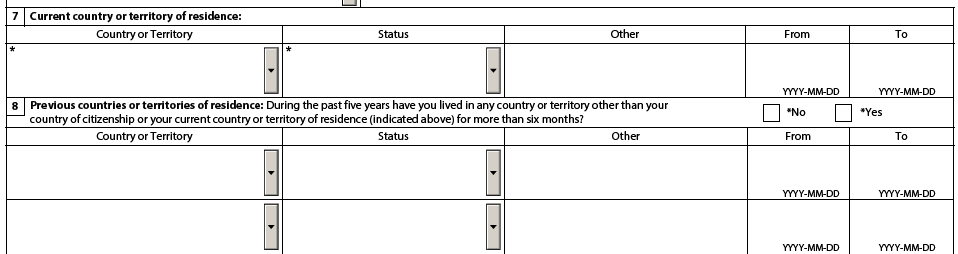 7 Current country or territory of residence:
Country or Territory Status Other From To
* *
YYYY-MM-DD YYYY-MM-DD
8 Previous countries or territories of residence: During the past five years have you lived in any country or territory other than your
country of citizenship or your current country or territory of residence (indicated above) for more than six months?
*No *Yes
Country or Territory Status Other From To
YYYY-MM-DD YYYY-MM-DD
YYYY-MM-DD YYYY-MM-DD